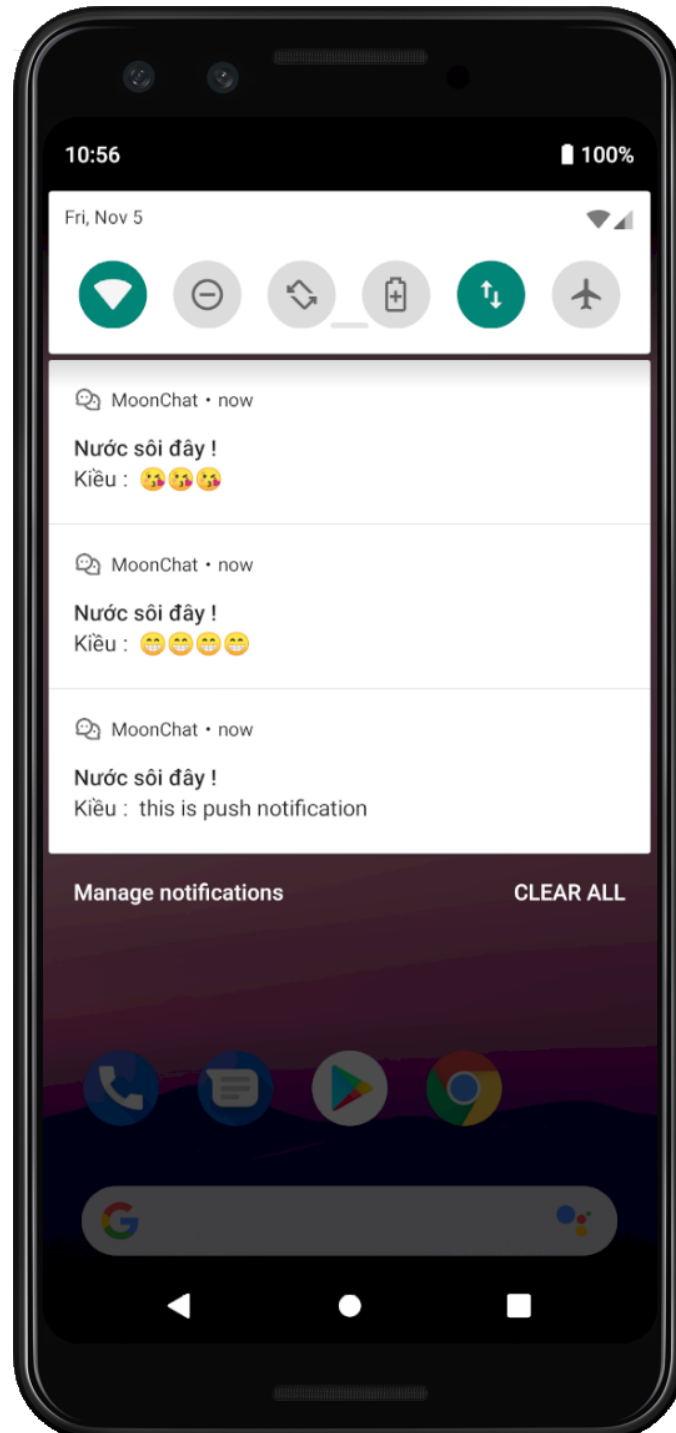 10:56 100%
Fri, Nov 5
MoonChat • now
Nước sôi đây !
Kiều : 😘😘😘
MoonChat • now
Nước sôi đây !
Kiều : 😁😁😁😁
MoonChat • now
Nước sôi đây !
Kiều : this is push notification
Manage notifications CLEAR ALL
G